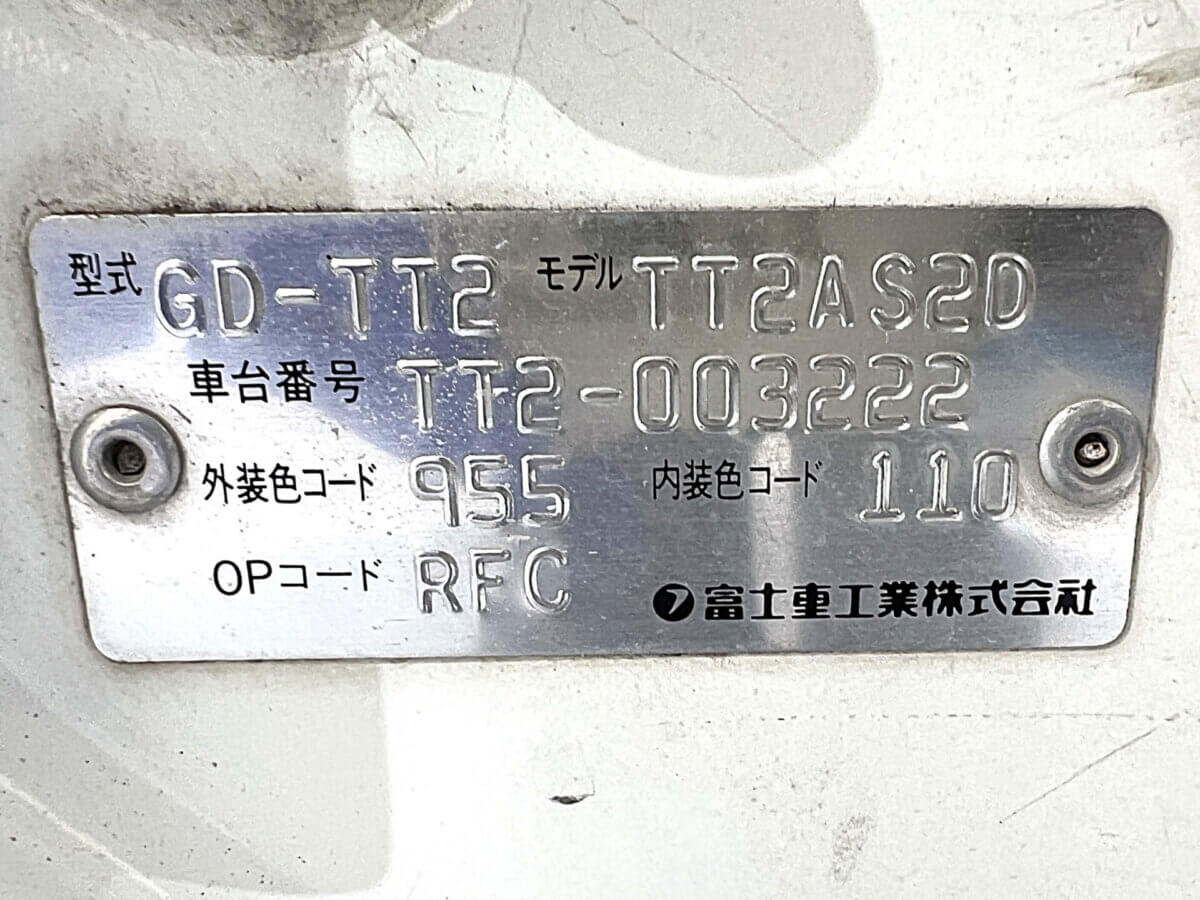 型式 GD-TT2 モデル TT2AS2D
車台番号 TT2-003222
外装色コード 955 内装色コード 110
OPコード RFC
フ 富士重工業株式会社